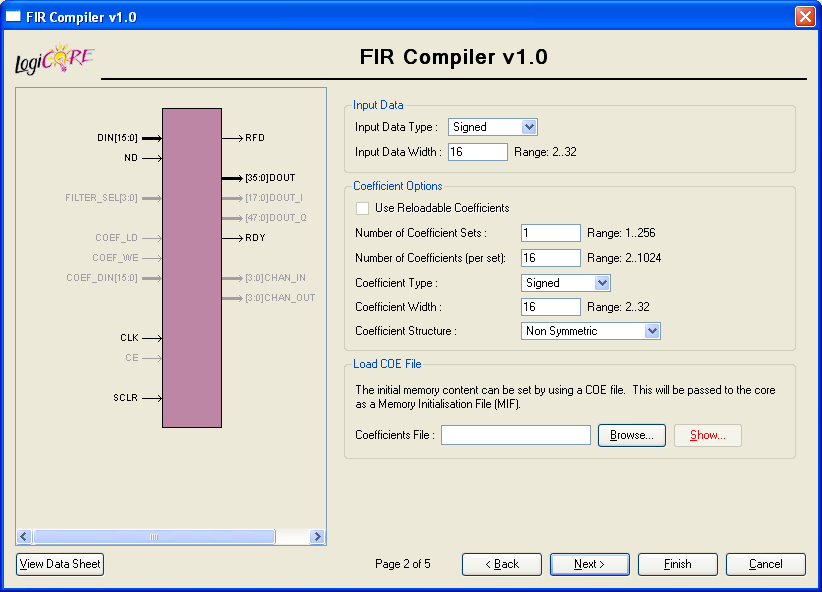 FIR Compiler v1.0
LogiCORE
FIR Compiler v1.0
DIN[15:0]
ND
FILTER_SEL[3:0]
COEF_LD
COEF_WE
COEF_DIN[15:0]
CLK
CE
SCLR
RFD
[35:0]DOUT
[17:0]DOUT_I
[47:0]DOUT_Q
RDY
[3:0]CHAN_IN
[3:0]CHAN_OUT
Input Data
Input Data Type : Signed
Input Data Width : 16 Range: 2..32
Coefficient Options
Use Reloadable Coefficients
Number of Coefficient Sets : 1 Range: 1..256
Number of Coefficients (per set): 16 Range: 2..1024
Coefficient Type : Signed
Coefficient Width : 16 Range: 2..32
Coefficient Structure : Non Symmetric
Load COE File
The initial memory content can be set by using a COE file. This will be passed to the core
as a Memory Initialisation File (MIF).
Coefficients File : Browse... Show...
View Data Sheet Page 2 of 5 < Back Next > Finish Cancel